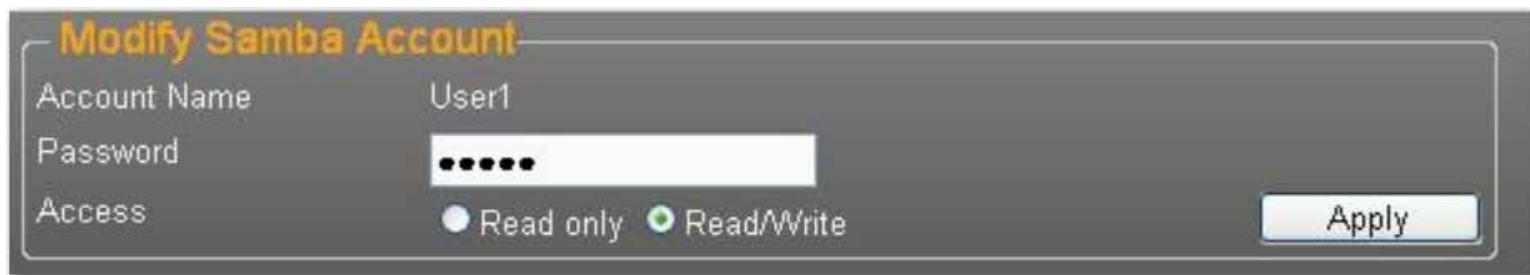 Modify Samba Account
Account Name User1
Password •••••
Access Read only Read/Write Apply